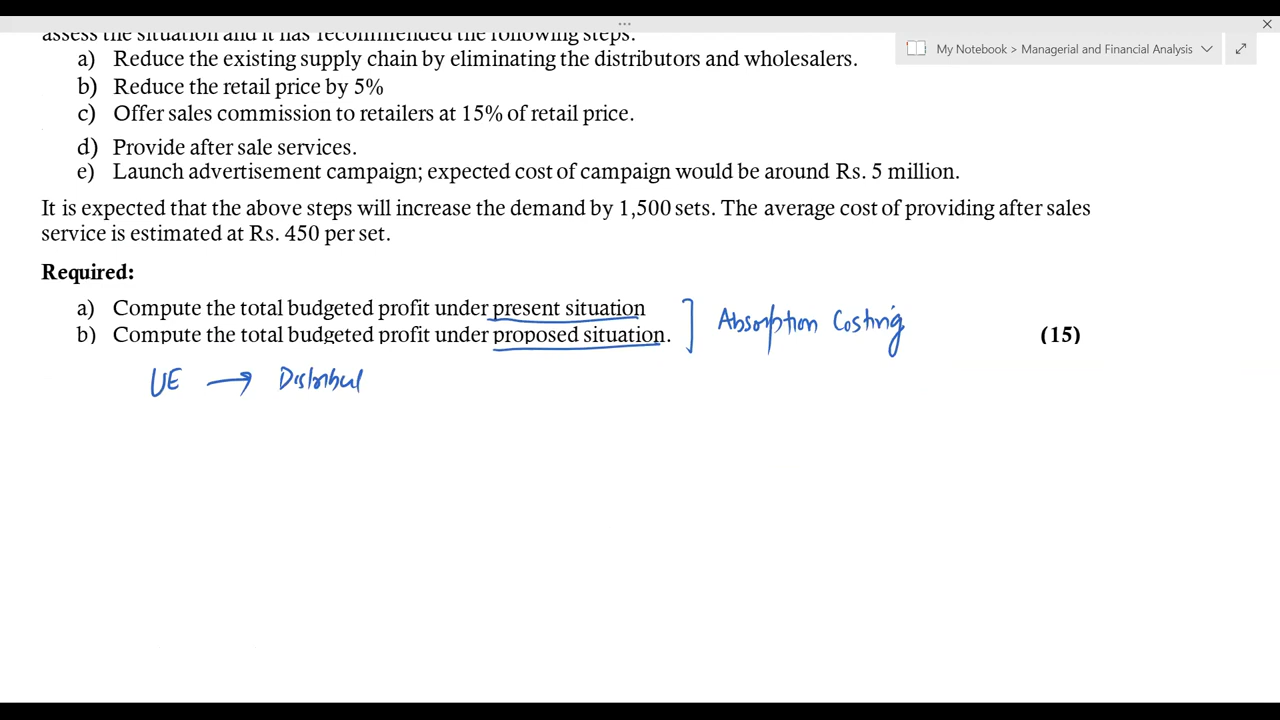 assess the situation and it has recommended the following steps.
My Notebook > Managerial and Financial Analysis
a) Reduce the existing supply chain by eliminating the distributors and wholesalers.
b) Reduce the retail price by 5%
c) Offer sales commission to retailers at 15% of retail price.
d) Provide after sale services.
e) Launch advertisement campaign; expected cost of campaign would be around Rs. 5 million.
It is expected that the above steps will increase the demand by 1,500 sets. The average cost of providing after sales
service is estimated at Rs. 450 per set.
Required:
a) Compute the total budgeted profit under present situation
b) Compute the total budgeted profit under proposed situation.
Absorption Costing
(15)
UE → Distribut